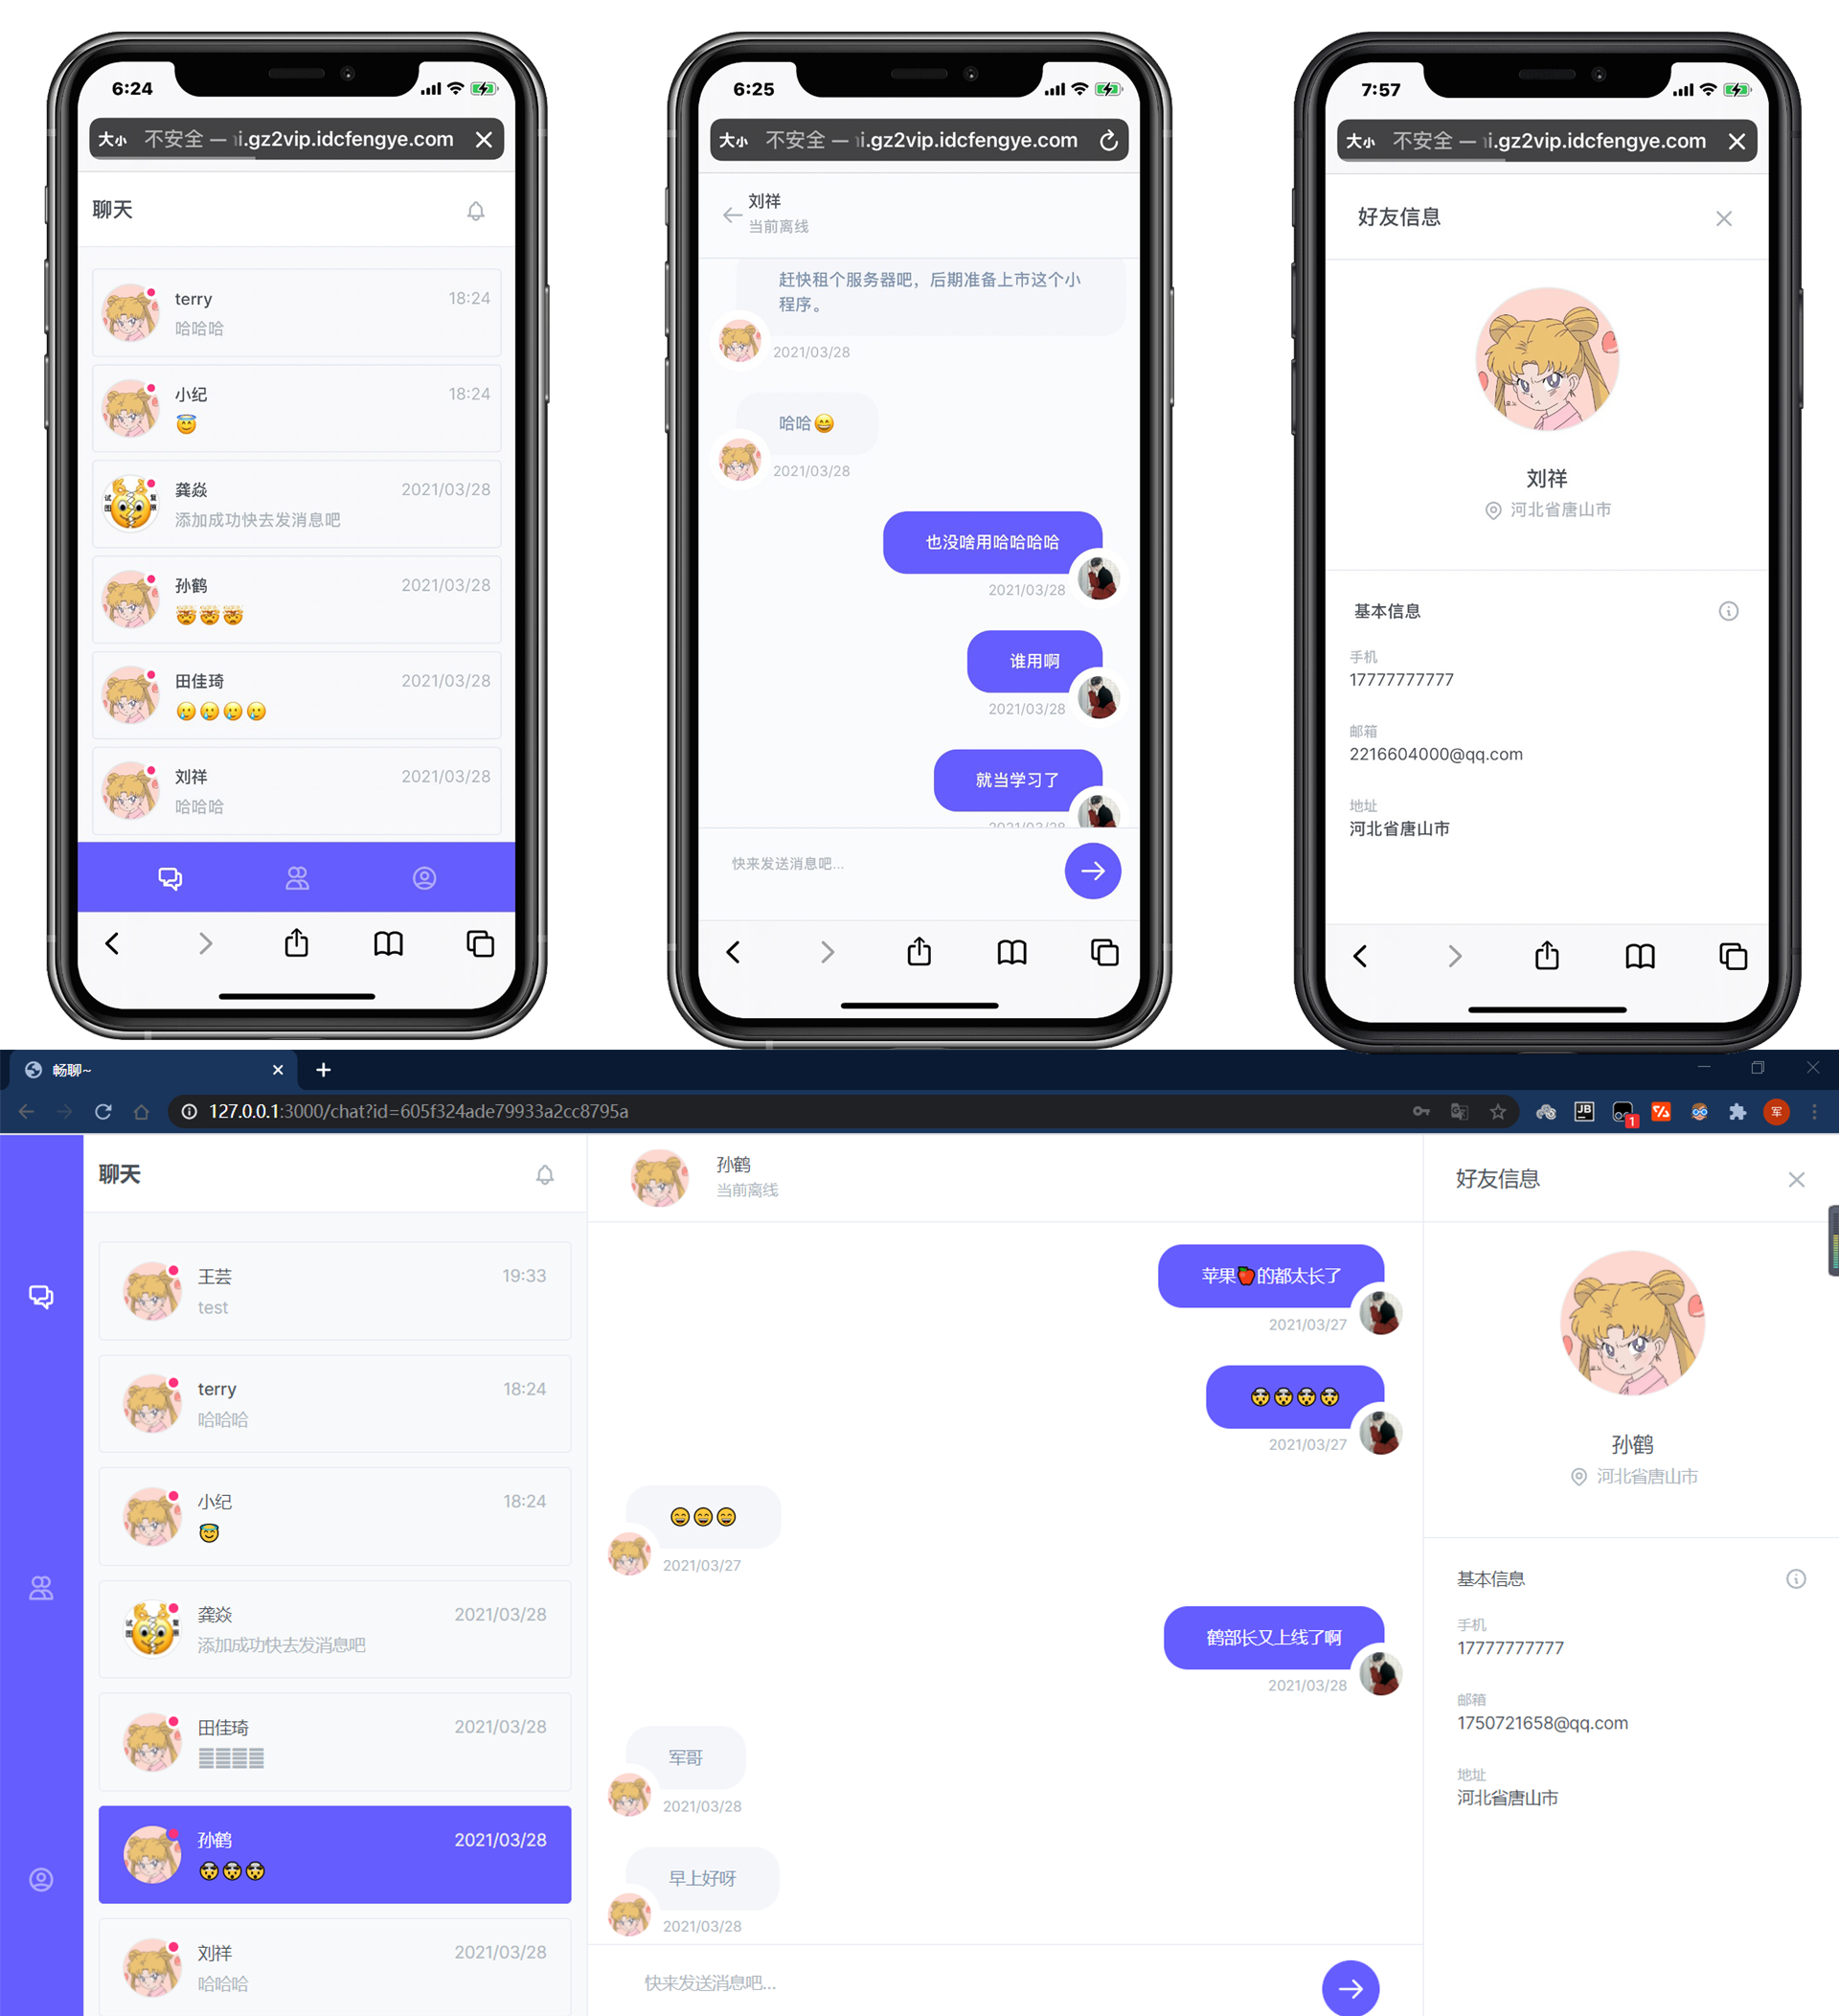 6:24
大小 不安全 — ıi.gz2vip.idcfengye.com
聊天
terry 18:24
哈哈哈
小纪 18:24
😇
龚焱 2021/03/28
添加成功快去发消息吧
孙鹤 2021/03/28
🤯🤯🤯
田佳琦 2021/03/28
🥲🥲🥲🥲
刘祥 2021/03/28
哈哈哈
6:25
大小 不安全 — ıi.gz2vip.idcfengye.com
刘祥
当前离线
赶快租个服务器吧，后期准备上市这个小
程序。
2021/03/28
哈哈😄
2021/03/28
也没啥用哈哈哈哈
2021/03/28
谁用啊
2021/03/28
就当学习了
2021/03/28
快来发送消息吧...
7:57
大小 不安全 — ıi.gz2vip.idcfengye.com
好友信息
刘祥
河北省唐山市
基本信息
手机
17777777777
邮箱
2216604000@qq.com
地址
河北省唐山市
畅聊~
127.0.0.1:3000/chat?id=605f324ade79933a2cc8795a
JB
1
军
聊天
王芸 19:33
test
terry 18:24
哈哈哈
小纪 18:24
😇
龚焱 2021/03/28
添加成功快去发消息吧
田佳琦 2021/03/28
孙鹤 2021/03/28
🤯🤯🤯
刘祥 2021/03/28
哈哈哈
孙鹤
当前离线
苹果🍎的都太长了
2021/03/27
🤯🤯🤯🤯
2021/03/27
😄😄😄
2021/03/27
鹤部长又上线了啊
2021/03/28
军哥
2021/03/28
早上好呀
2021/03/28
快来发送消息吧...
好友信息
孙鹤
河北省唐山市
基本信息
手机
17777777777
邮箱
1750721658@qq.com
地址
河北省唐山市